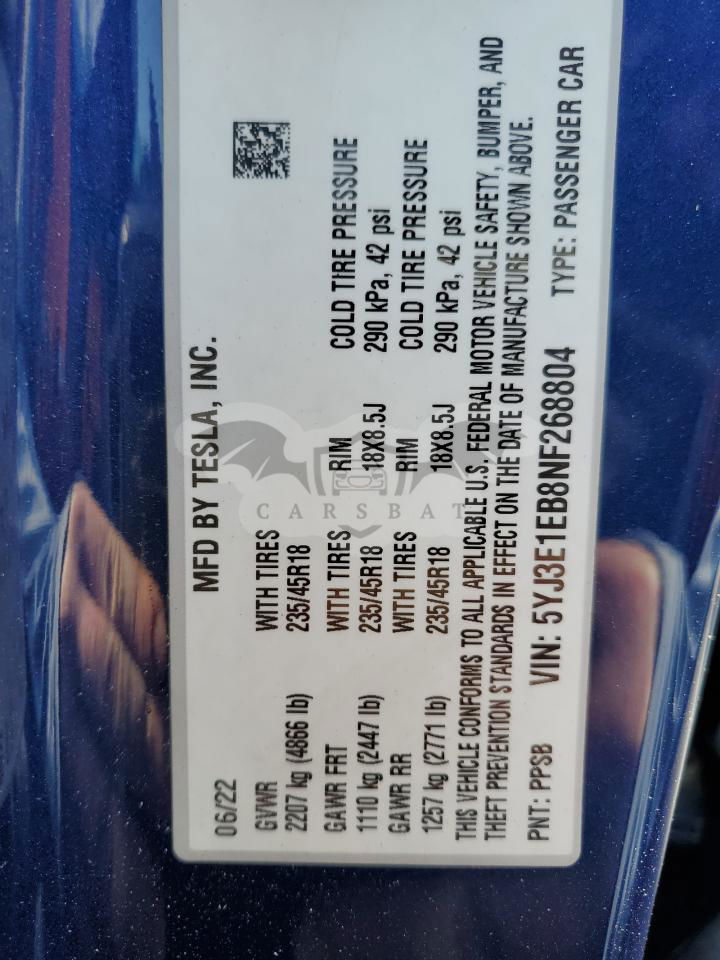 06/22 MFD BY TESLA, INC.
GVWR WITH TIRES
2207 kg (4866 lb) 235/45R18
GAWR FRT WITH TIRES RIM COLD TIRE PRESSURE
1110 kg (2447 lb) 235/45R18 18X8.5J 290 kPa, 42 psi
GAWR RR WITH TIRES RIM COLD TIRE PRESSURE
1257 kg (2771 lb) 235/45R18 18X8.5J 290 kPa, 42 psi
THIS VEHICLE CONFORMS TO ALL APPLICABLE U.S. FEDERAL MOTOR VEHICLE SAFETY, BUMPER, AND
THEFT PREVENTION STANDARDS IN EFFECT ON THE DATE OF MANUFACTURE SHOWN ABOVE.
PNT: PPSB VIN: 5YJ3E1EB8NF268804 TYPE: PASSENGER CAR
CARSBAT